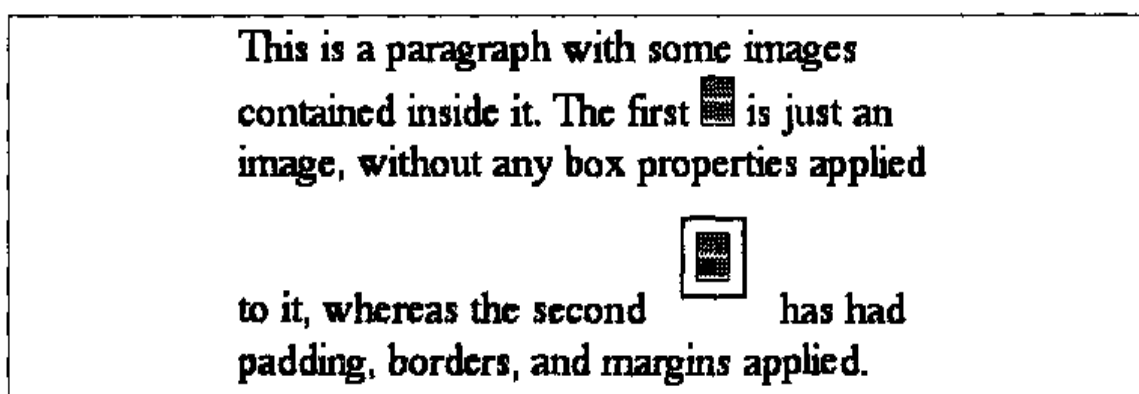 This is a paragraph with some images
contained inside it. The first is just an
image, without any box properties applied
to it, whereas the second has had
padding, borders, and margins applied.